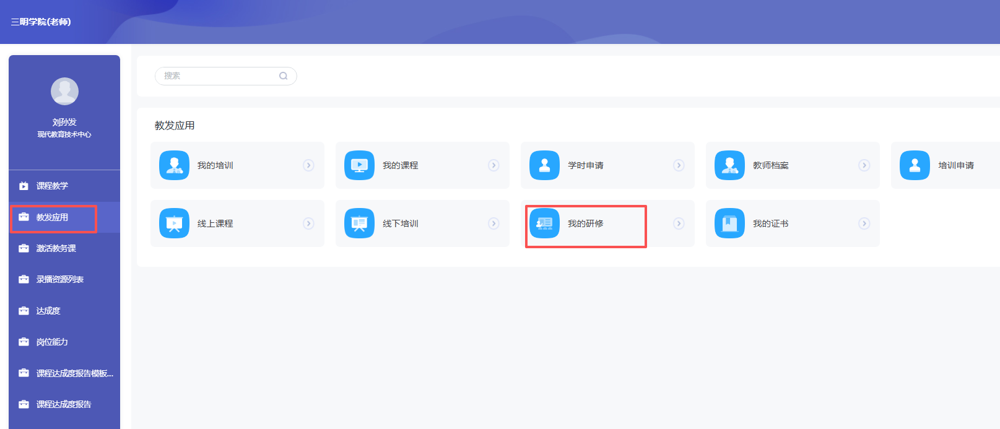 三明学院(老师)
刘孙发
现代教育技术中心
课程教学
教发应用
激活教务课
录播资源列表
达成度
岗位能力
课程达成度报告模板...
课程达成度报告
搜索
教发应用
我的培训
我的课程
学时申请
教师档案
培训申请
线上课程
线下培训
我的研修
我的证书